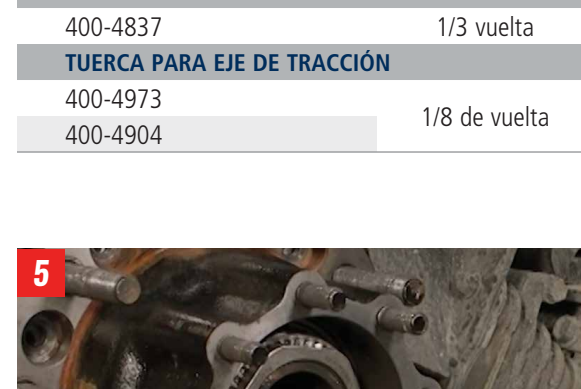 400-4837 1/3 vuelta
TUERCA PARA EJE DE TRACCIÓN
400-4973
1/8 de vuelta
400-4904
5